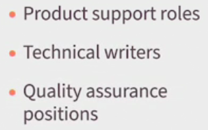 • Product support roles
• Technical writers
• Quality assurance
positions